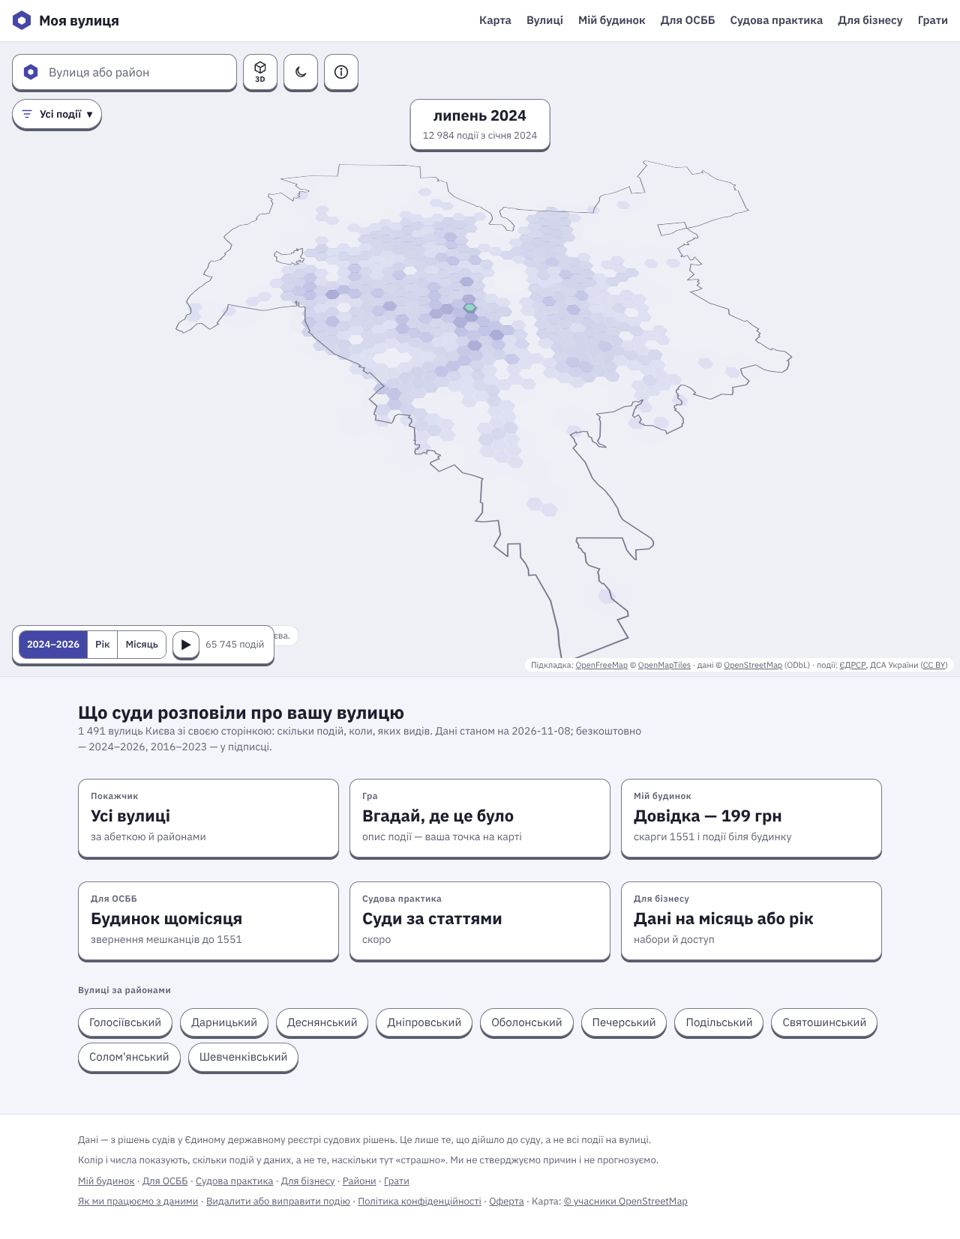 Моя вулиця
Карта Вулиці Мій будинок Для ОСББ Судова практика Для бізнесу Грати
Вулиця або район
3D
Усі події ▾
липень 2024
12 984 події з січня 2024
2024–2026 Рік Місяць 65 745 подій
єва.
Підкладка: OpenFreeMap © OpenMapTiles · дані © OpenStreetMap (ODbL) · події: ЄДРСР, ДСА України (CC BY)
Що суди розповіли про вашу вулицю
1 491 вулиць Києва зі своєю сторінкою: скільки подій, коли, яких видів. Дані станом на 2026-11-08; безкоштовно
— 2024–2026, 2016–2023 — у підписці.
Покажчик
Усі вулиці
за абеткою й районами
Гра
Вгадай, де це було
опис події — ваша точка на карті
Мій будинок
Довідка — 199 грн
скарги 1551 і події біля будинку
Для ОСББ
Будинок щомісяця
звернення мешканців до 1551
Судова практика
Суди за статтями
скоро
Для бізнесу
Дані на місяць або рік
набори й доступ
Вулиці за районами
Голосіївський Дарницький Деснянський Дніпровський Оболонський Печерський Подільський Святошинський
Солом'янський Шевченківський
Дані — з рішень судів у Єдиному державному реєстрі судових рішень. Це лише те, що дійшло до суду, а не всі події на вулиці.
Колір і числа показують, скільки подій у даних, а не те, наскільки тут «страшно». Ми не стверджуємо причин і не прогнозуємо.
Мій будинок · Для ОСББ · Судова практика · Для бізнесу · Райони · Грати
Як ми працюємо з даними · Видалити або виправити подію · Політика конфіденційності · Оферта · Карта: © учасники OpenStreetMap